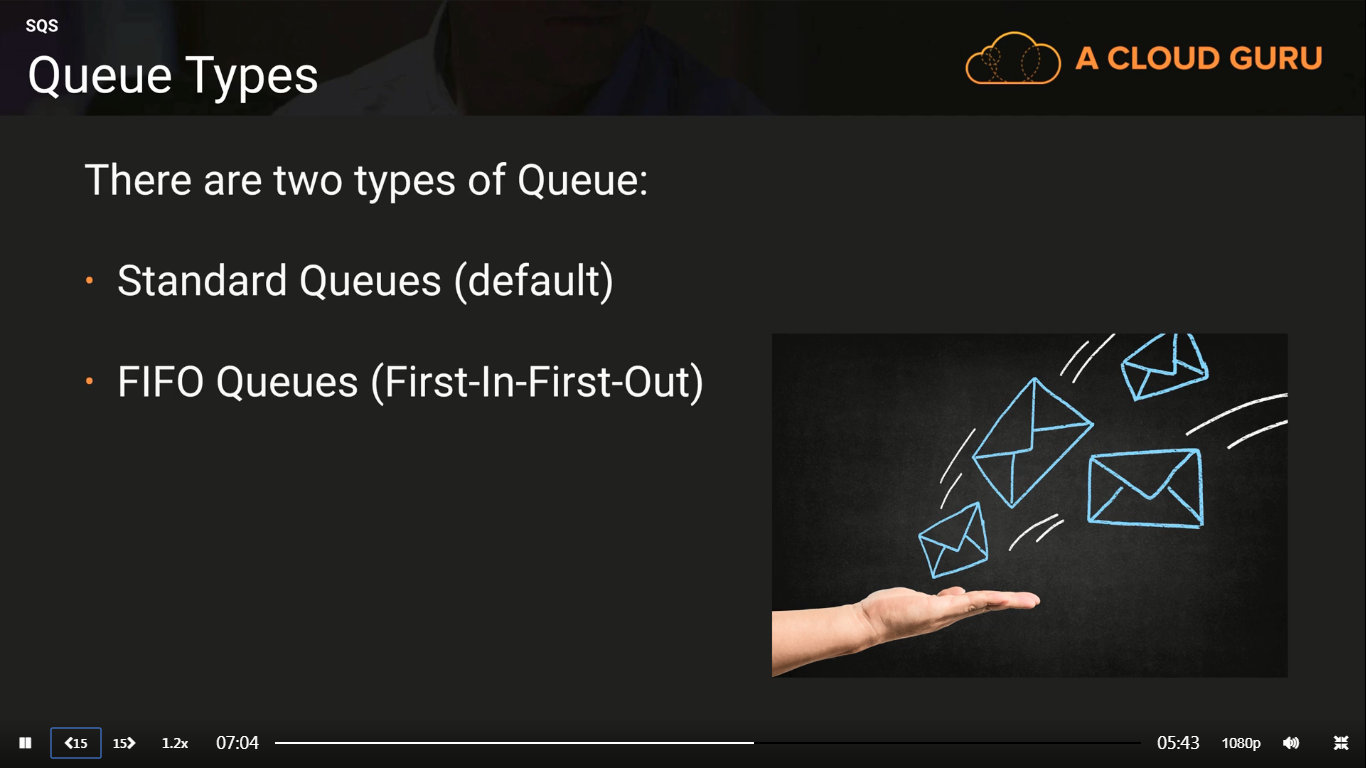 SQS
Queue Types
A CLOUD GURU
There are two types of Queue:
• Standard Queues (default)
• FIFO Queues (First-In-First-Out)
15
15
1.2x
07:04
05:43
1080p